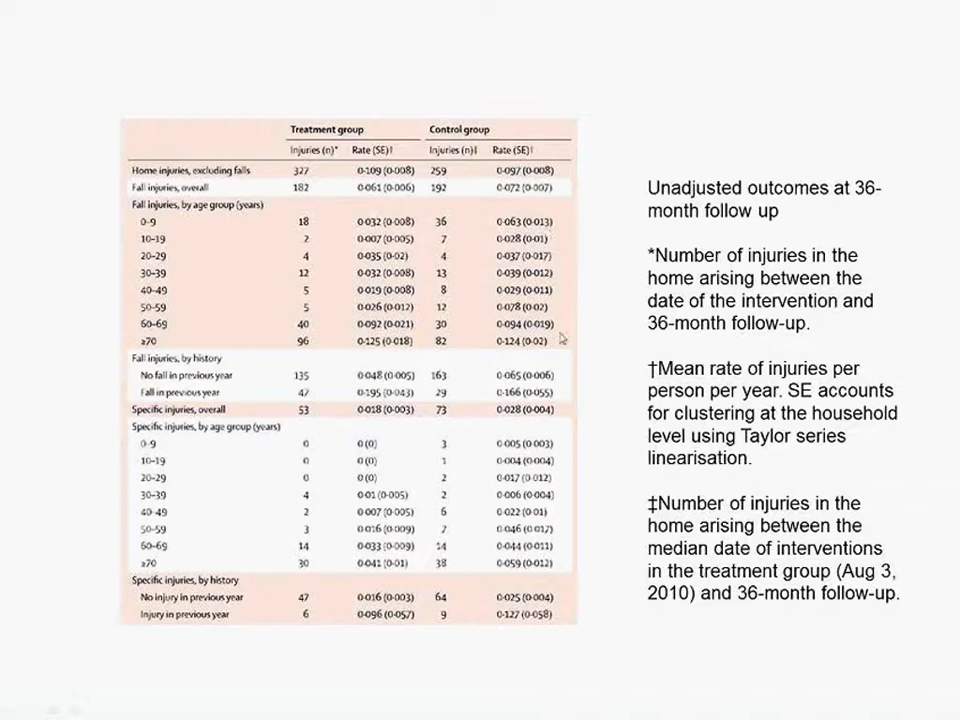 Treatment group Control group
Injuries (n)* Rate (SE)† Injuries (n)‡ Rate (SE)†
Home injuries, excluding falls 327 0·109 (0·008) 259 0·097 (0·008)
Fall injuries, overall 182 0·061 (0·006) 192 0·072 (0·007)
Fall injuries, by age group (years)
0–9 18 0·032 (0·008) 36 0·063 (0·013)
10–19 2 0·007 (0·005) 7 0·028 (0·01)
20–29 4 0·035 (0·02) 4 0·037 (0·017)
30–39 12 0·032 (0·008) 13 0·039 (0·012)
40–49 5 0·019 (0·008) 8 0·029 (0·011)
50–59 5 0·026 (0·012) 12 0·078 (0·02)
60–69 40 0·092 (0·021) 30 0·094 (0·019)
≥70 96 0·125 (0·018) 82 0·124 (0·02)
Fall injuries, by history
No fall in previous year 135 0·048 (0·005) 163 0·065 (0·006)
Fall in previous year 47 0·195 (0·043) 29 0·166 (0·055)
Specific injuries, overall 53 0·018 (0·003) 73 0·028 (0·004)
Specific injuries, by age group (years)
0–9 0 0 (0) 3 0·005 (0·003)
10–19 0 0 (0) 1 0·004 (0·004)
20–29 0 0 (0) 2 0·017 (0·012)
30–39 4 0·01 (0·005) 2 0·006 (0·004)
40–49 2 0·007 (0·005) 6 0·022 (0·01)
50–59 3 0·016 (0·009) 7 0·046 (0·017)
60–69 14 0·033 (0·009) 14 0·044 (0·011)
≥70 30 0·041 (0·01) 38 0·059 (0·012)
Specific injuries, by history
No injury in previous year 47 0·016 (0·003) 64 0·025 (0·004)
Injury in previous year 6 0·096 (0·057) 9 0·127 (0·058)
Unadjusted outcomes at 36-
month follow up
*Number of injuries in the
home arising between the
date of the intervention and
36-month follow-up.
†Mean rate of injuries per
person per year. SE accounts
for clustering at the household
level using Taylor series
linearisation.
‡Number of injuries in the
home arising between the
median date of interventions
in the treatment group (Aug 3,
2010) and 36-month follow-up.